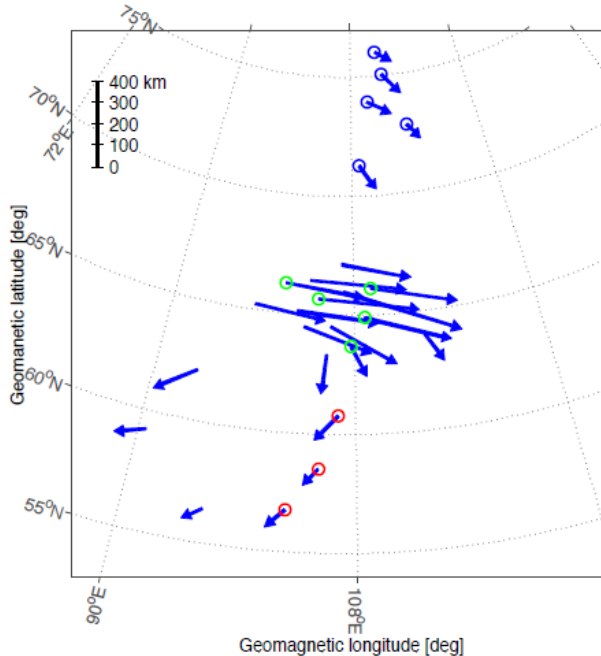 75°N
70°N
72°E
400 km
300
200
100
0
65°N
60°N
55°N
90°E
108°E
Geomanetic latitude [deg]
Geomagnetic longitude [deg]